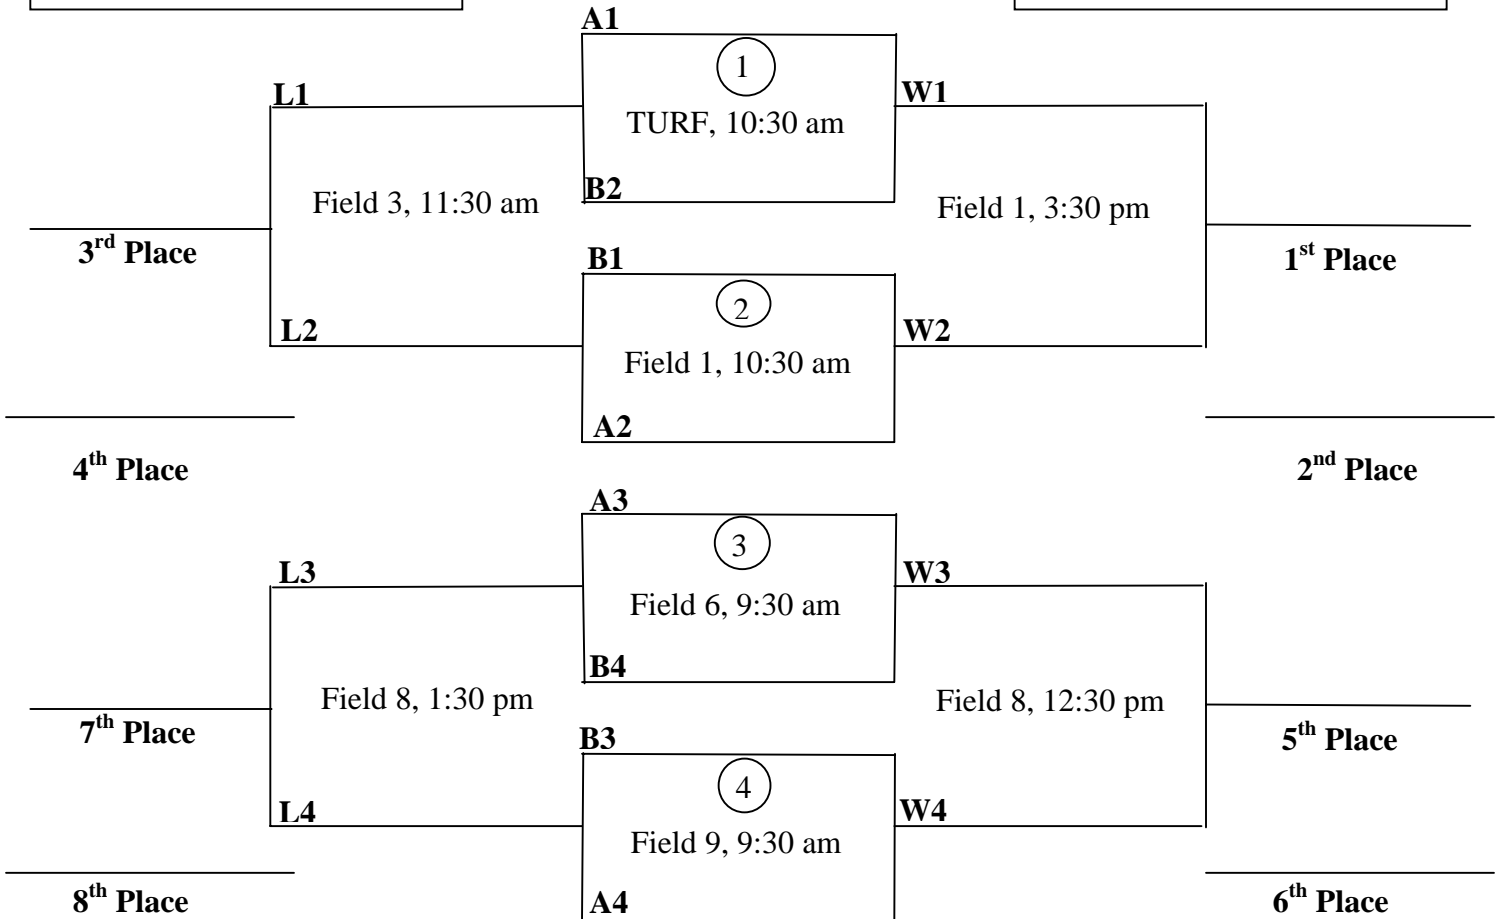 A1
1
L1
W1
TURF, 10:30 am
B2
Field 3, 11:30 am
Field 1, 3:30 pm
3rd Place
B1
1st Place
2
L2
W2
Field 1, 10:30 am
A2
4th Place
2nd Place
A3
3
L3
W3
Field 6, 9:30 am
B4
Field 8, 1:30 pm
Field 8, 12:30 pm
7th Place
B3
5th Place
4
L4
W4
Field 9, 9:30 am
8th Place
A4
6th Place